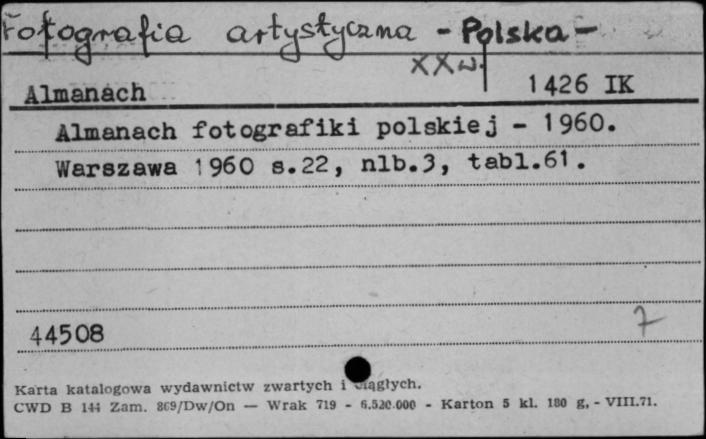 Fotografia artystyczna - Polska -
XX w.
Almanach 1426 IK
Almanach fotografiki polskiej - 1960.
Warszawa 1960 s.22, nlb.3, tabl.61.
44508 7
Karta katalogowa wydawnictw zwartych i ciągłych.
CWD B 144 Zam. 869/Dw/On — Wrak 719 - 6.520.000 - Karton 5 kl. 180 g, - VIII.71.